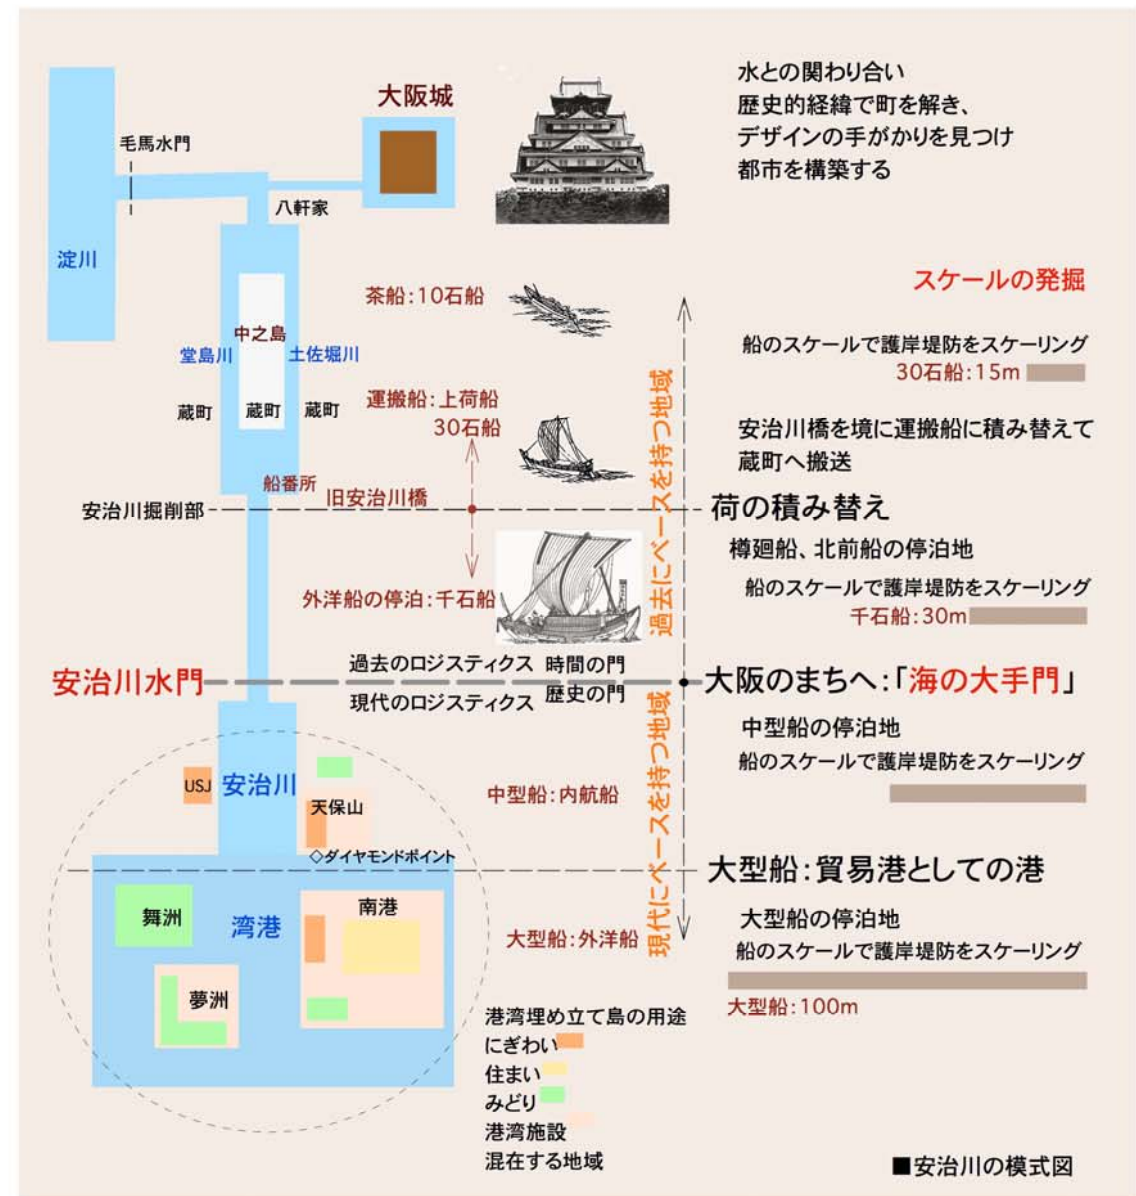 水との関わり合い
歴史的経緯で町を解き、
デザインの手がかりを見つけ
都市を構築する
大阪城
毛馬水門
八軒家
淀川
スケールの発掘
茶船：10石船
中之島
堂島川
土佐堀川
蔵町
蔵町
蔵町
運搬船：上荷船
30石船
船のスケールで護岸堤防をスケーリング
30石船：15m
安治川橋を境に運搬船に積み替えて
蔵町へ搬送
過去にベースを持つ地域
船番所
旧安治川橋
安治川掘削部
荷の積み替え
樽廻船、北前船の停泊地
船のスケールで護岸堤防をスケーリング
千石船：30m
外洋船の停泊：千石船
過去のロジスティクス
時間の門
安治川水門
大阪のまちへ：「海の大手門」
現代のロジスティクス
歴史の門
中型船の停泊地
船のスケールで護岸堤防をスケーリング
現代にベースを持つ地域
USJ
安治川
天保山
中型船：内航船
◇ダイヤモンドポイント
大型船：貿易港としての港
大型船の停泊地
船のスケールで護岸堤防をスケーリング
大型船：100m
舞洲
湾港
南港
大型船：外洋船
夢洲
港湾埋め立て島の用途
にぎわい
住まい
みどり
港湾施設
混在する地域
■安治川の模式図